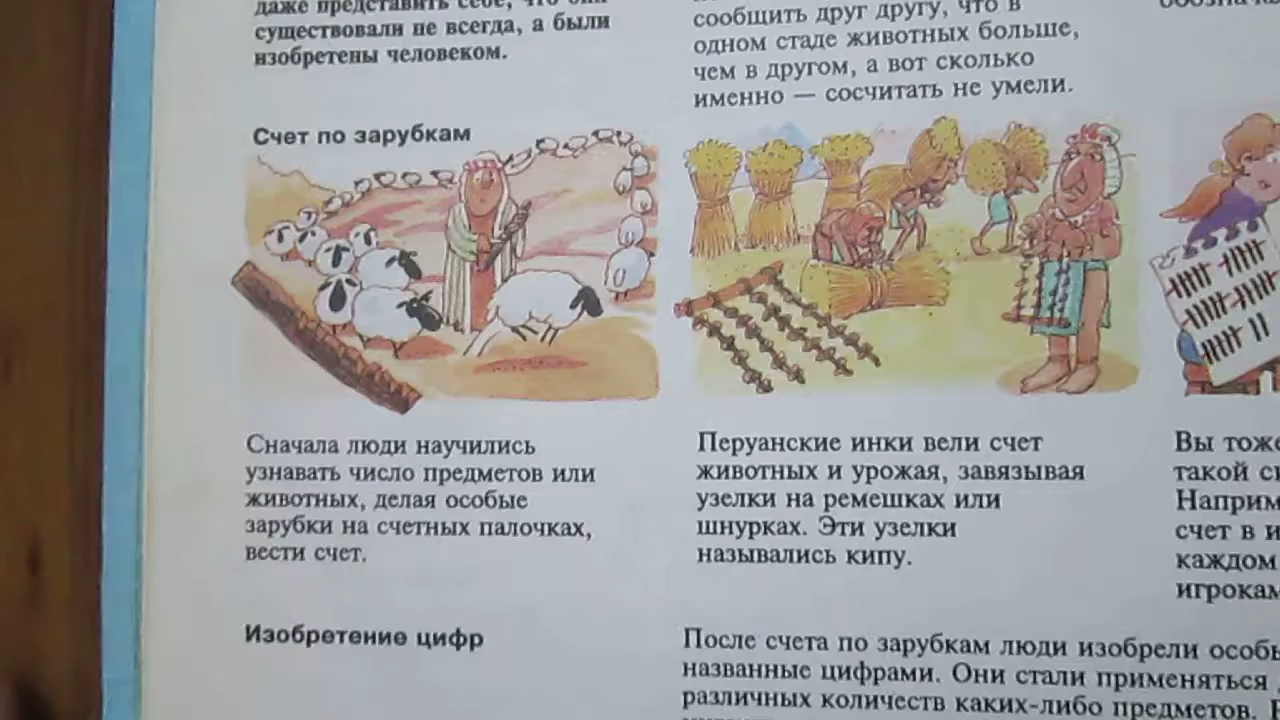 даже представить себе, что они
существовали не всегда, а были
изобретены человеком.
сообщить друг другу, что в
одном стаде животных больше,
чем в другом, а вот сколько
именно — сосчитать не умели.
Счет по зарубкам
Сначала люди научились
узнавать число предметов или
животных, делая особые
зарубки на счетных палочках,
вести счет.
Перуанские инки вели счет
животных и урожая, завязывая
узелки на ремешках или
шнурках. Эти узелки
назывались кипу.
Вы тоже
такой
Наприм
счет в
каждом
игрокам
Изобретение цифр
После счета по зарубкам люди изобрели особы
названные цифрами. Они стали применяться
различных количеств каких-либо предметов.